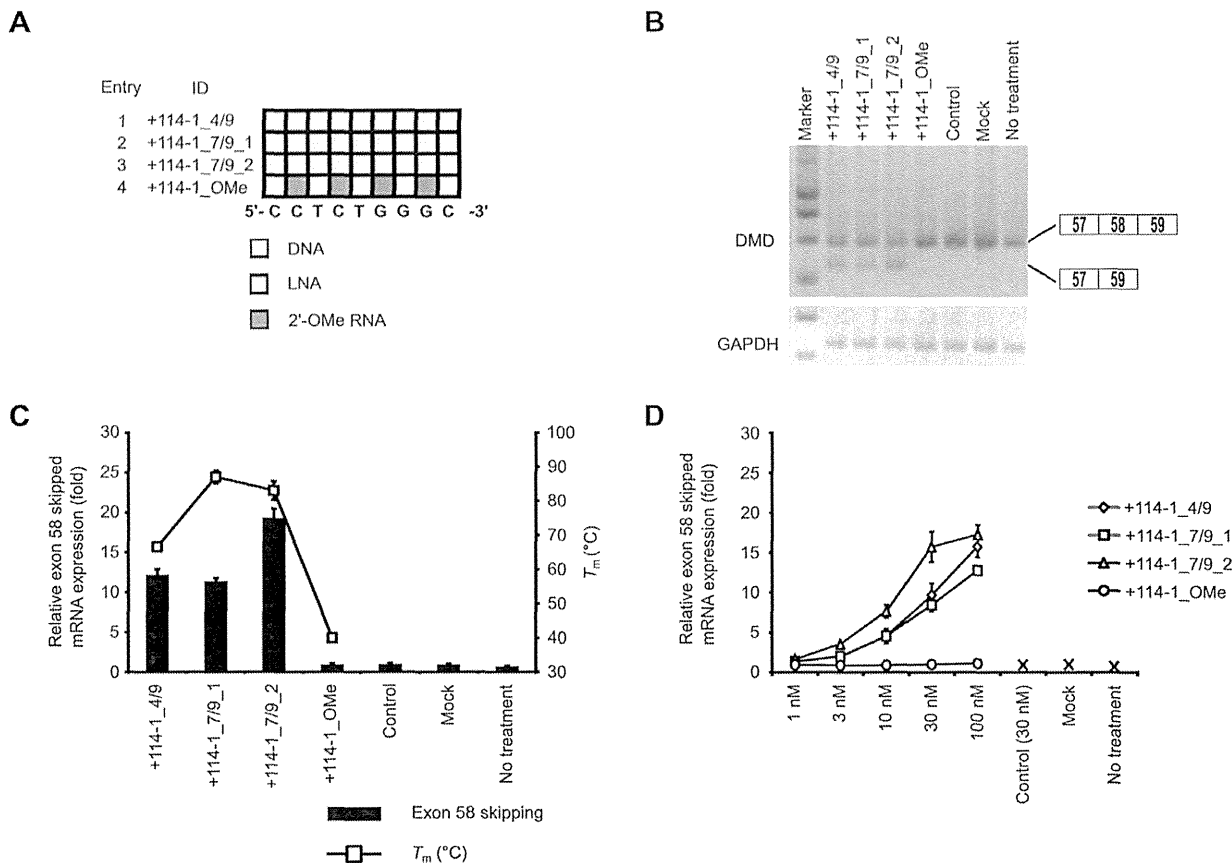 A
Entry ID
1 +114-1_4/9
2 +114-1_7/9_1
3 +114-1_7/9_2
4 +114-1_OMe
5'- C C T C T G G G C -3'
DNA
LNA
2'-OMe RNA
B
Marker
+114-1_4/9
+114-1_7/9_1
+114-1_7/9_2
+114-1_OMe
Control
Mock
No treatment
DMD
57 58 59
57 59
GAPDH
C
Relative exon 58 skipped
mRNA expression (fold)
30
25
20
15
10
5
0
100
90
80
70
60
50
40
30
Tm (°C)
+114-1_4/9
+114-1_7/9_1
+114-1_7/9_2
+114-1_OMe
Control
Mock
No treatment
Exon 58 skipping
Tm (°C)
D
Relative exon 58 skipped
mRNA expression (fold)
30
25
20
15
10
5
0
1 nM
3 nM
10 nM
30 nM
100 nM
Control (30 nM)
Mock
No treatment
+114-1_4/9
+114-1_7/9_1
+114-1_7/9_2
+114-1_OMe